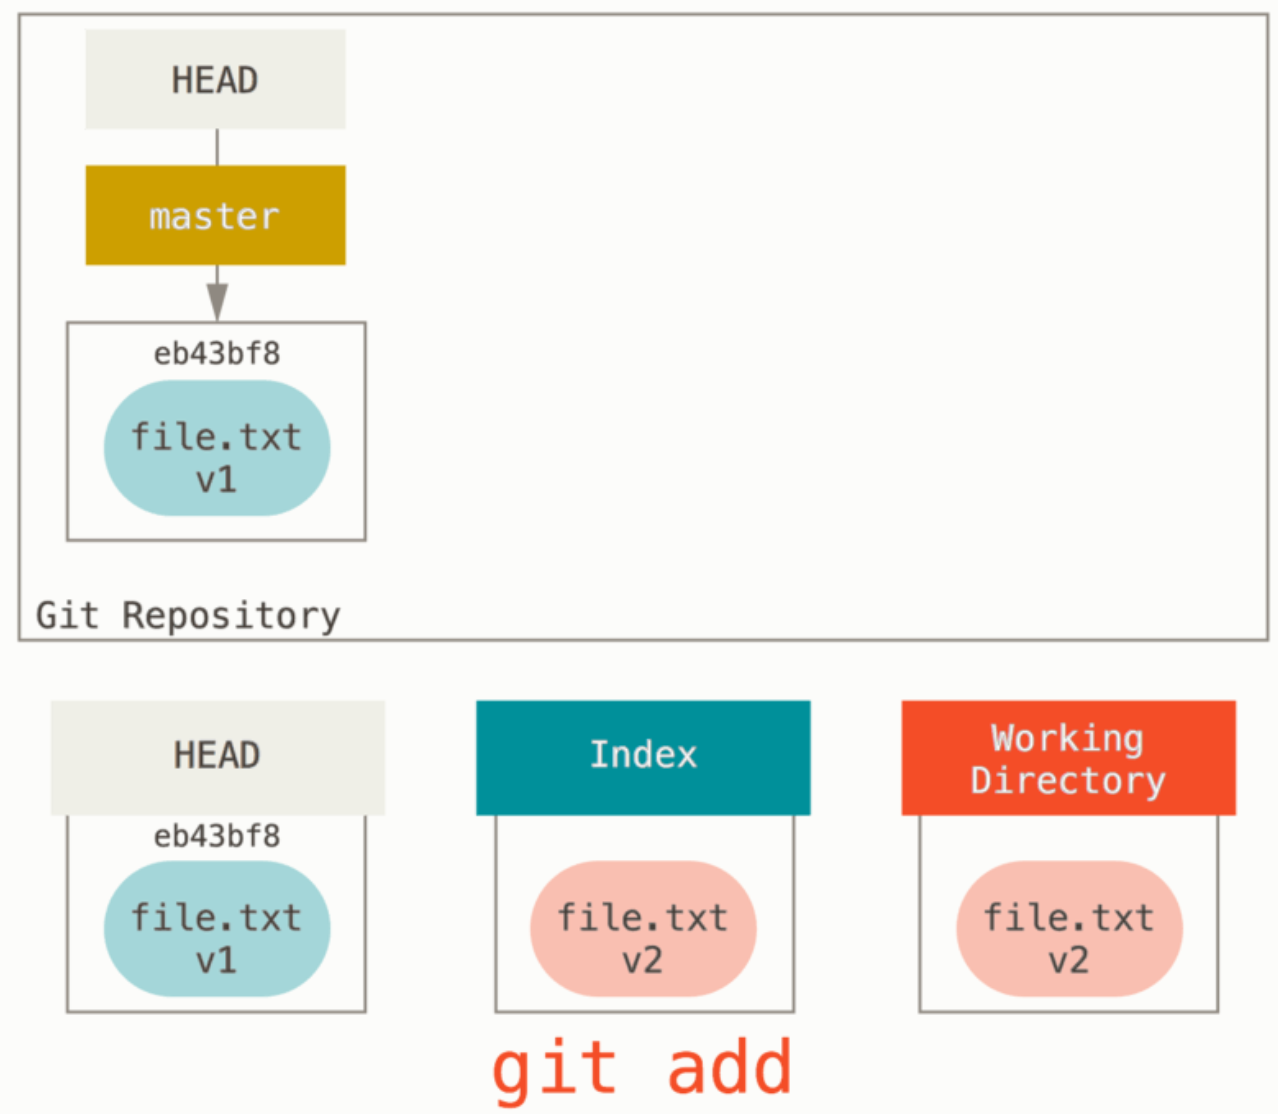 HEAD
master
eb43bf8
file.txt
v1
Git Repository
HEAD
eb43bf8
file.txt
v1
Index
file.txt
v2
Working
Directory
file.txt
v2
git add